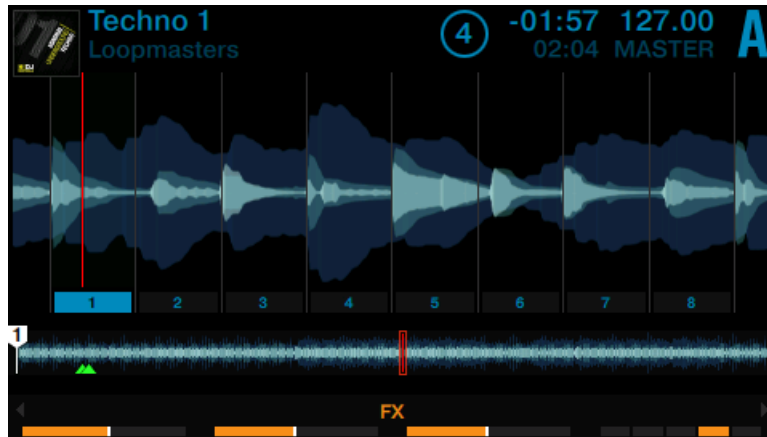 Techno 1
Loopmasters
4
-01:57 127.00
02:04 MASTER
A
1 2 3 4 5 6 7 8
1
FX